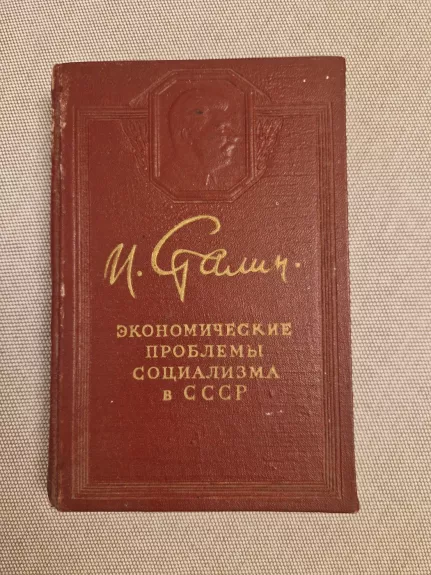 И. Сталин.
ЭКОНОМИЧЕСКИЕ
ПРОБЛЕМЫ
СОЦИАЛИЗМА
в СССР